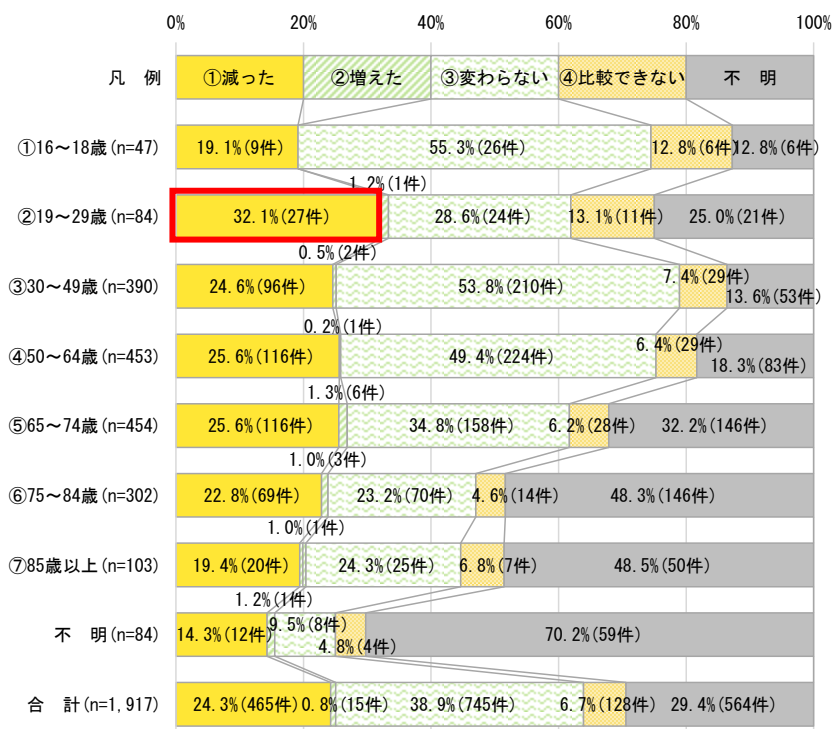 0% 20% 40% 60% 80% 100%
凡　例 ①減った ②増えた ③変わらない ④比較できない 不　明
①16～18歳(n=47) 19.1%(9件) 55.3%(26件) 12.8%(6件) 12.8%(6件)
1.2%(1件)
②19～29歳(n=84) 32.1%(27件) 28.6%(24件) 13.1%(11件) 25.0%(21件)
0.5%(2件)
③30～49歳(n=390) 24.6%(96件) 53.8%(210件) 7.4%(29件) 13.6%(53件)
0.2%(1件)
④50～64歳(n=453) 25.6%(116件) 49.4%(224件) 6.4%(29件) 18.3%(83件)
1.3%(6件)
⑤65～74歳(n=454) 25.6%(116件) 34.8%(158件) 6.2%(28件) 32.2%(146件)
1.0%(3件)
⑥75～84歳(n=302) 22.8%(69件) 23.2%(70件) 4.6%(14件) 48.3%(146件)
1.0%(1件)
⑦85歳以上(n=103) 19.4%(20件) 24.3%(25件) 6.8%(7件) 48.5%(50件)
1.2%(1件)
不　明(n=84) 14.3%(12件) 9.5%(8件) 4.8%(4件) 70.2%(59件)
合　計(n=1,917) 24.3%(465件) 0.8%(15件) 38.9%(745件) 6.7%(128件) 29.4%(564件)